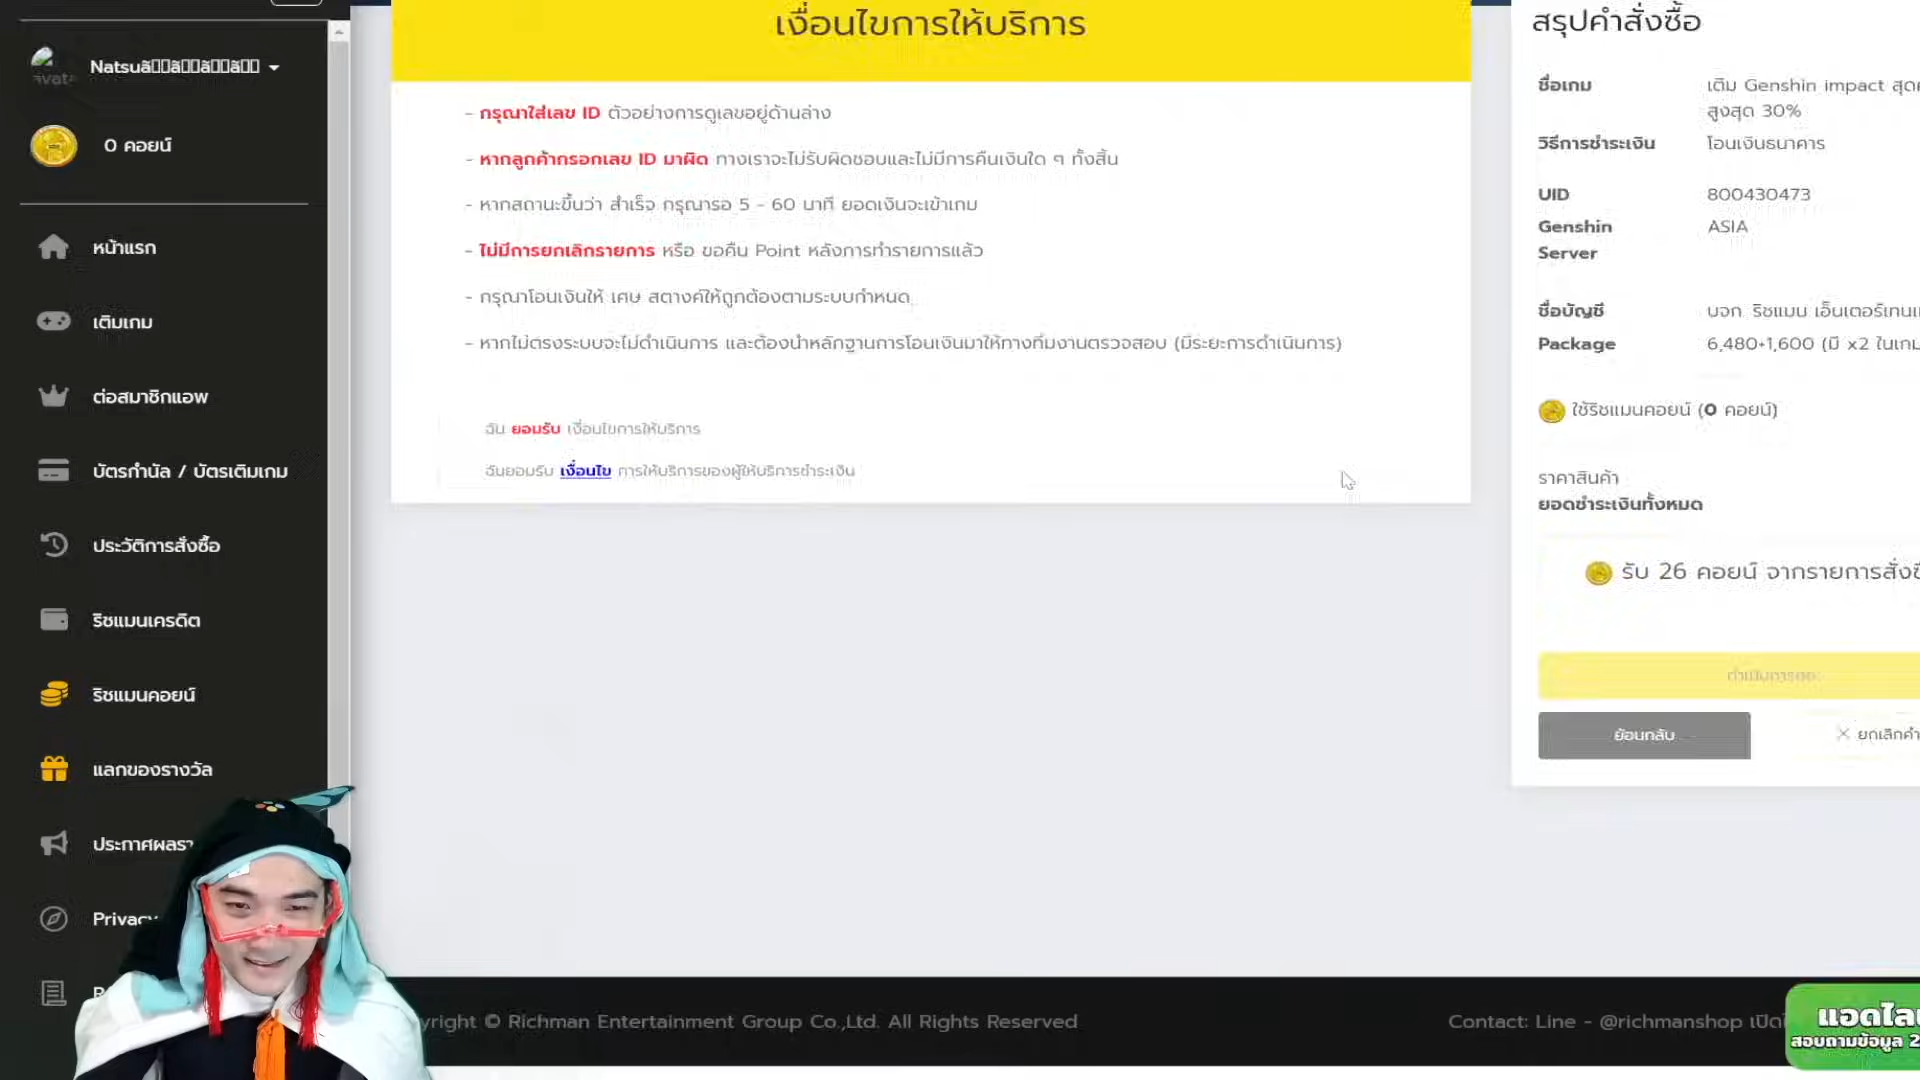 Natsuลั
0 คอยน์
หน้าแรก
เติมเกม
ต่อสมาชิกแอพ
บัตรกำนัล / บัตรเติมเกม
ประวัติการสั่งซื้อ
ริชแมนเครดิต
ริชแมนคอยน์
แลกของรางวัล
ประกาศผลรา
Privacy
เงื่อนไขการให้บริการ
- กรุณาใส่เลข ID ตัวอย่างการดูเลขอยู่ด้านล่าง
- หากลูกค้ากรอกเลข ID มาผิด ทางเราจะไม่รับผิดชอบและไม่มีการคืนเงินใด ๆ ทั้งสิ้น
- หากสถานะขึ้นว่า สำเร็จ กรุณารอ 5 - 60 นาที ยอดเงินจะเข้าเกม
- ไม่มีการยกเลิกรายการ หรือ ขอคืน Point หลังการทำรายการแล้ว
- กรุณาโอนเงินให้ เศษ สตางค์ให้ถูกต้องตามระบบกำหนด
- หากไม่ตรงระบบจะไม่ดำเนินการ และต้องนำหลักฐานการโอนเงินมาให้ทางทีมงานตรวจสอบ (มีระยะการดำเนินการ)
ฉัน ยอมรับ เงื่อนไขการให้บริการ
ฉันยอมรับ เงื่อนไข การให้บริการของผู้ให้บริการชำระเงิน
สรุปคำสั่งซื้อ
ชื่อเกม เติม Genshin impact สุด
สูงสุด 30%
วิธีการชำระเงิน โอนเงินธนาคาร
UID 800430473
Genshin ASIA
Server
ชื่อบัญชี บจก. ริชแมน เอ็นเตอร์เทน
Package 6,480+1,600 (มี x2 ในเกม
ใช้ริชแมนคอยน์ (0 คอยน์)
ราคาสินค้า
ยอดชำระเงินทั้งหมด
รับ 26 คอยน์ จากรายการสั่งซื้
ดำเนินการต่อ
ย้อนกลับ
× ยกเลิกคำ
yright © Richman Entertainment Group Co.,Ltd. All Rights Reserved
Contact: Line - @richmanshop เปิด
แอดไล
สอบถามข้อมูล 2